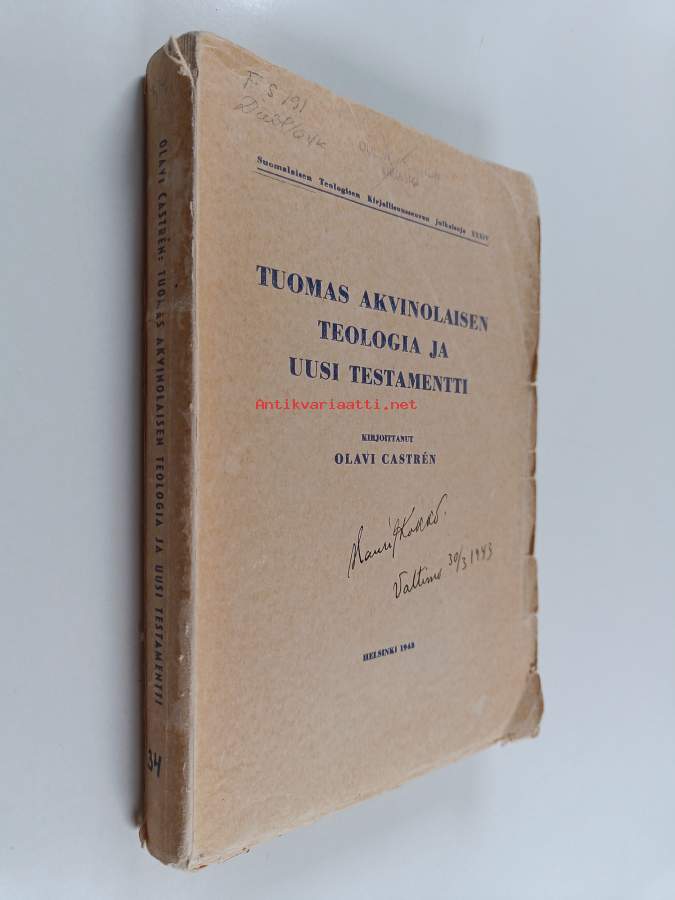 F S 191
Suomalaisen Teologisen Kirjallisuusseuran julkaisuja XXXIV
TUOMAS AKVINOLAISEN
TEOLOGIA JA
UUSI TESTAMENTTI
Antikvariaatti.net
KIRJOITTANUT
OLAVI CASTRÉN
Valtimo 30/3 1943
HELSINKI 1943
OLAVI CASTRÉN: TUOMAS AKVINOLAISEN TEOLOGIA JA UUSI TESTAMENTTI
34